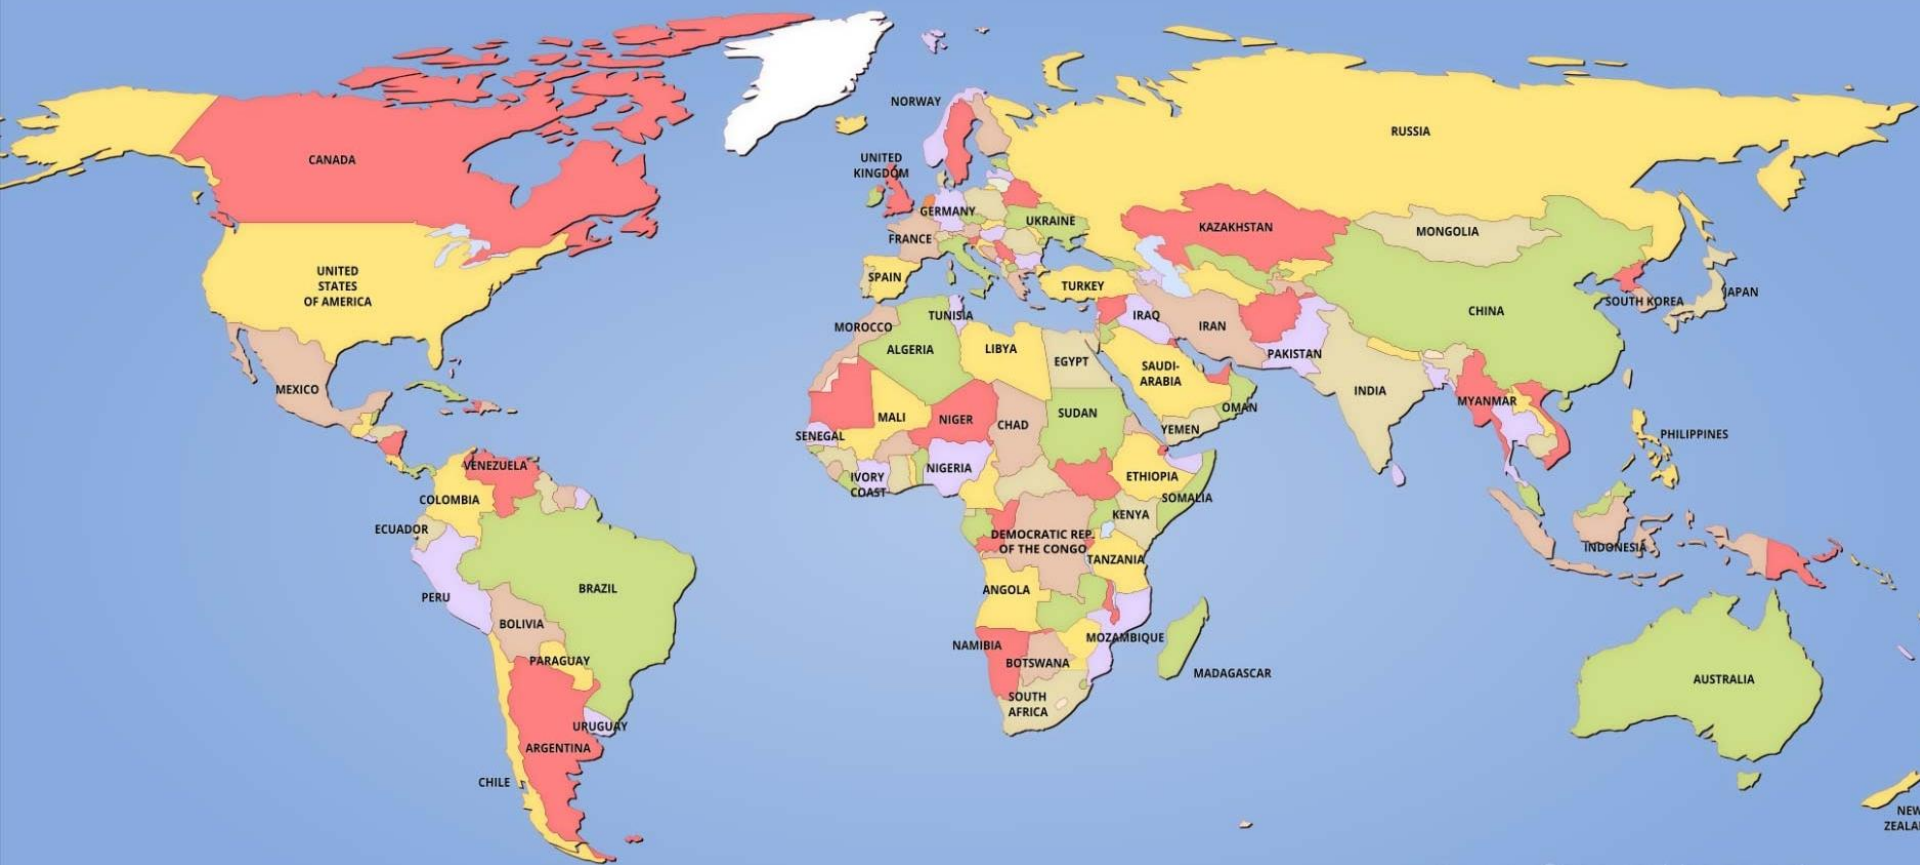 NORWAY
RUSSIA
CANADA
UNITED
KINGDOM
GERMANY
UKRAINE
KAZAKHSTAN
MONGOLIA
FRANCE
SPAIN
TURKEY
UNITED
STATES
OF AMERICA
SOUTH KOREA
JAPAN
CHINA
TUNISIA
MOROCCO
IRAQ
IRAN
ALGERIA
LIBYA
EGYPT
PAKISTAN
SAUDI-
ARABIA
MEXICO
INDIA
MYANMAR
OMAN
MALI
NIGER
CHAD
SUDAN
YEMEN
SENEGAL
PHILIPPINES
VENEZUELA
NIGERIA
IVORY
COAST
ETHIOPIA
SOMALIA
COLOMBIA
KENYA
ECUADOR
DEMOCRATIC REP.
OF THE CONGO
INDONESIA
TANZANIA
BRAZIL
PERU
ANGOLA
BOLIVIA
MOZAMBIQUE
NAMIBIA
PARAGUAY
BOTSWANA
MADAGASCAR
AUSTRALIA
SOUTH
AFRICA
URUGUAY
ARGENTINA
CHILE
NEW
ZEALA